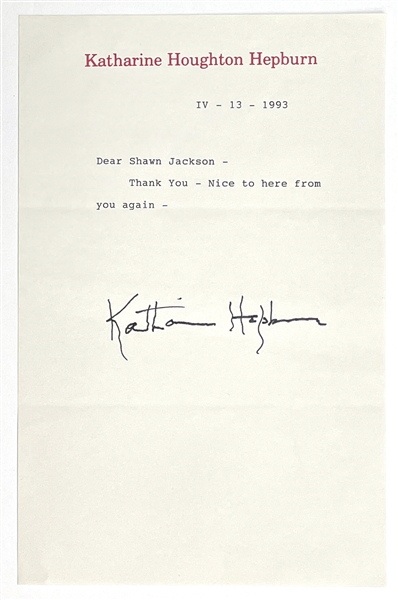 Katharine Houghton Hepburn
IV - 13 - 1993
Dear Shawn Jackson -
Thank You - Nice to here from
you again -
Katharine Hepburn